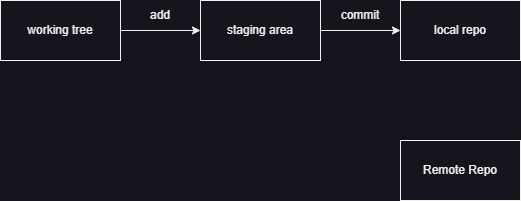 add
commit
working tree
staging area
local repo
Remote Repo